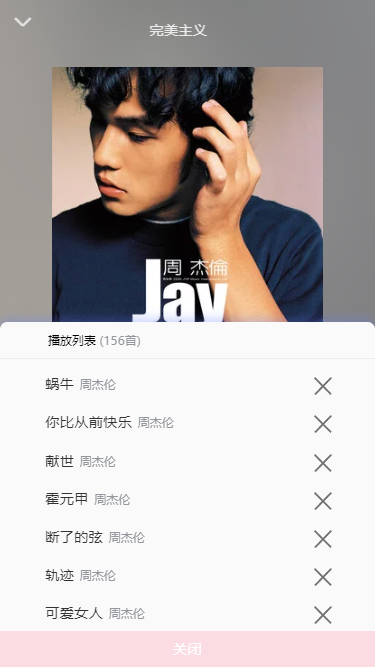 完美主义
周 杰倫
Jay
播放列表 (156首)
蜗牛 周杰伦
你比从前快乐 周杰伦
献世 周杰伦
霍元甲 周杰伦
断了的弦 周杰伦
轨迹 周杰伦
可爱女人 周杰伦
关闭